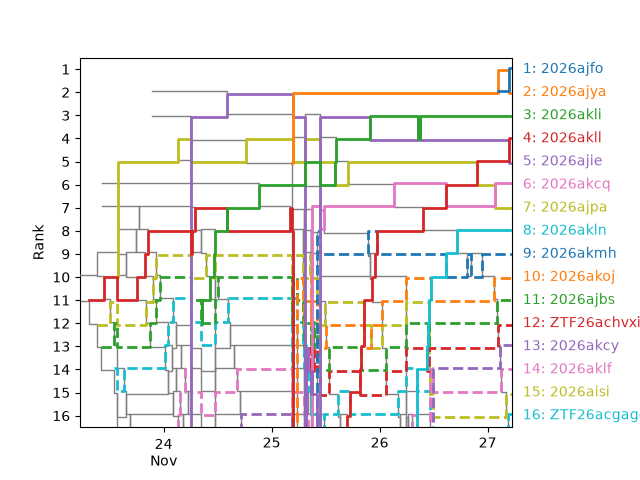 1
2
3
4
5
6
7
8
9
10
11
12
13
14
15
16
Rank
24
25
26
27
Nov
1: 2026ajfo
2: 2026ajya
3: 2026akli
4: 2026akll
5: 2026ajie
6: 2026akcq
7: 2026ajpa
8: 2026akln
9: 2026akmh
10: 2026akoj
11: 2026ajbs
12: ZTF26achvxi
13: 2026akcy
14: 2026aklf
15: 2026aisi
16: ZTF26acgag